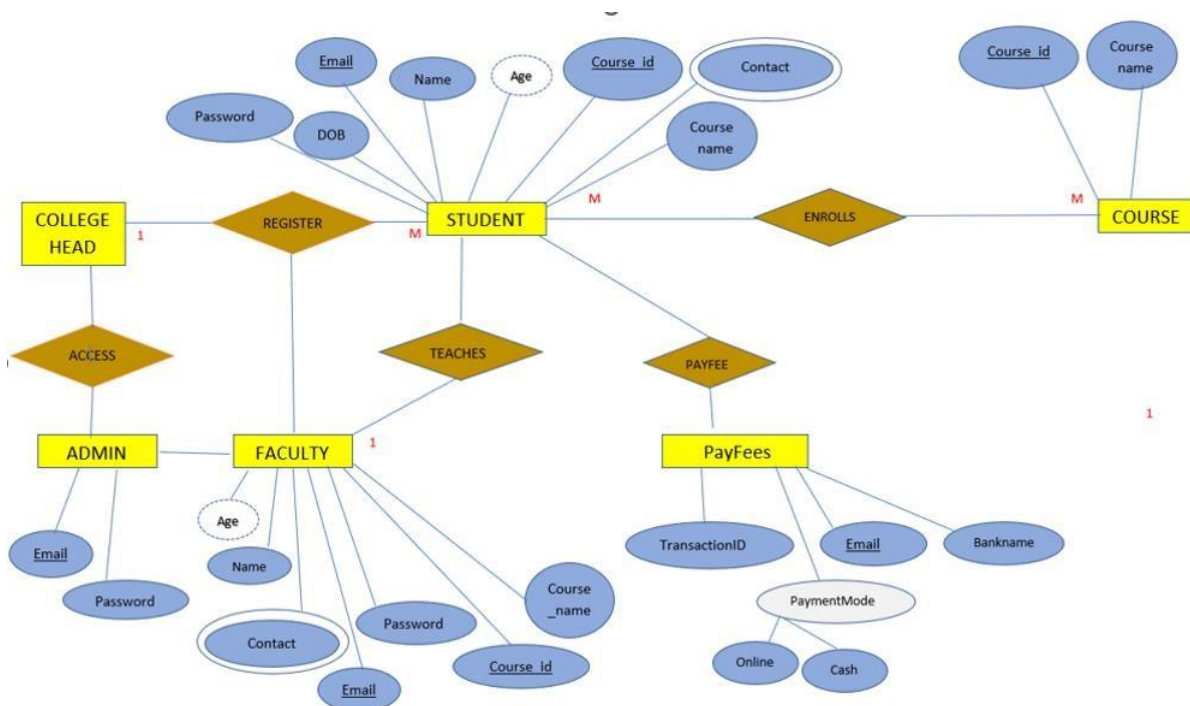 Email
Name
Age
Course_id
Contact
Course_id
Course
name
Password
DOB
Course
name
COLLEGE
HEAD
1
REGISTER
M
STUDENT
M
ENROLLS
M
COURSE
ACCESS
TEACHES
PAYFEE
1
1
ADMIN
FACULTY
PayFees
Age
Email
Name
TransactionID
Email
Bankname
Password
Course
_name
PaymentMode
Contact
Password
Email
Course_id
Online
Cash